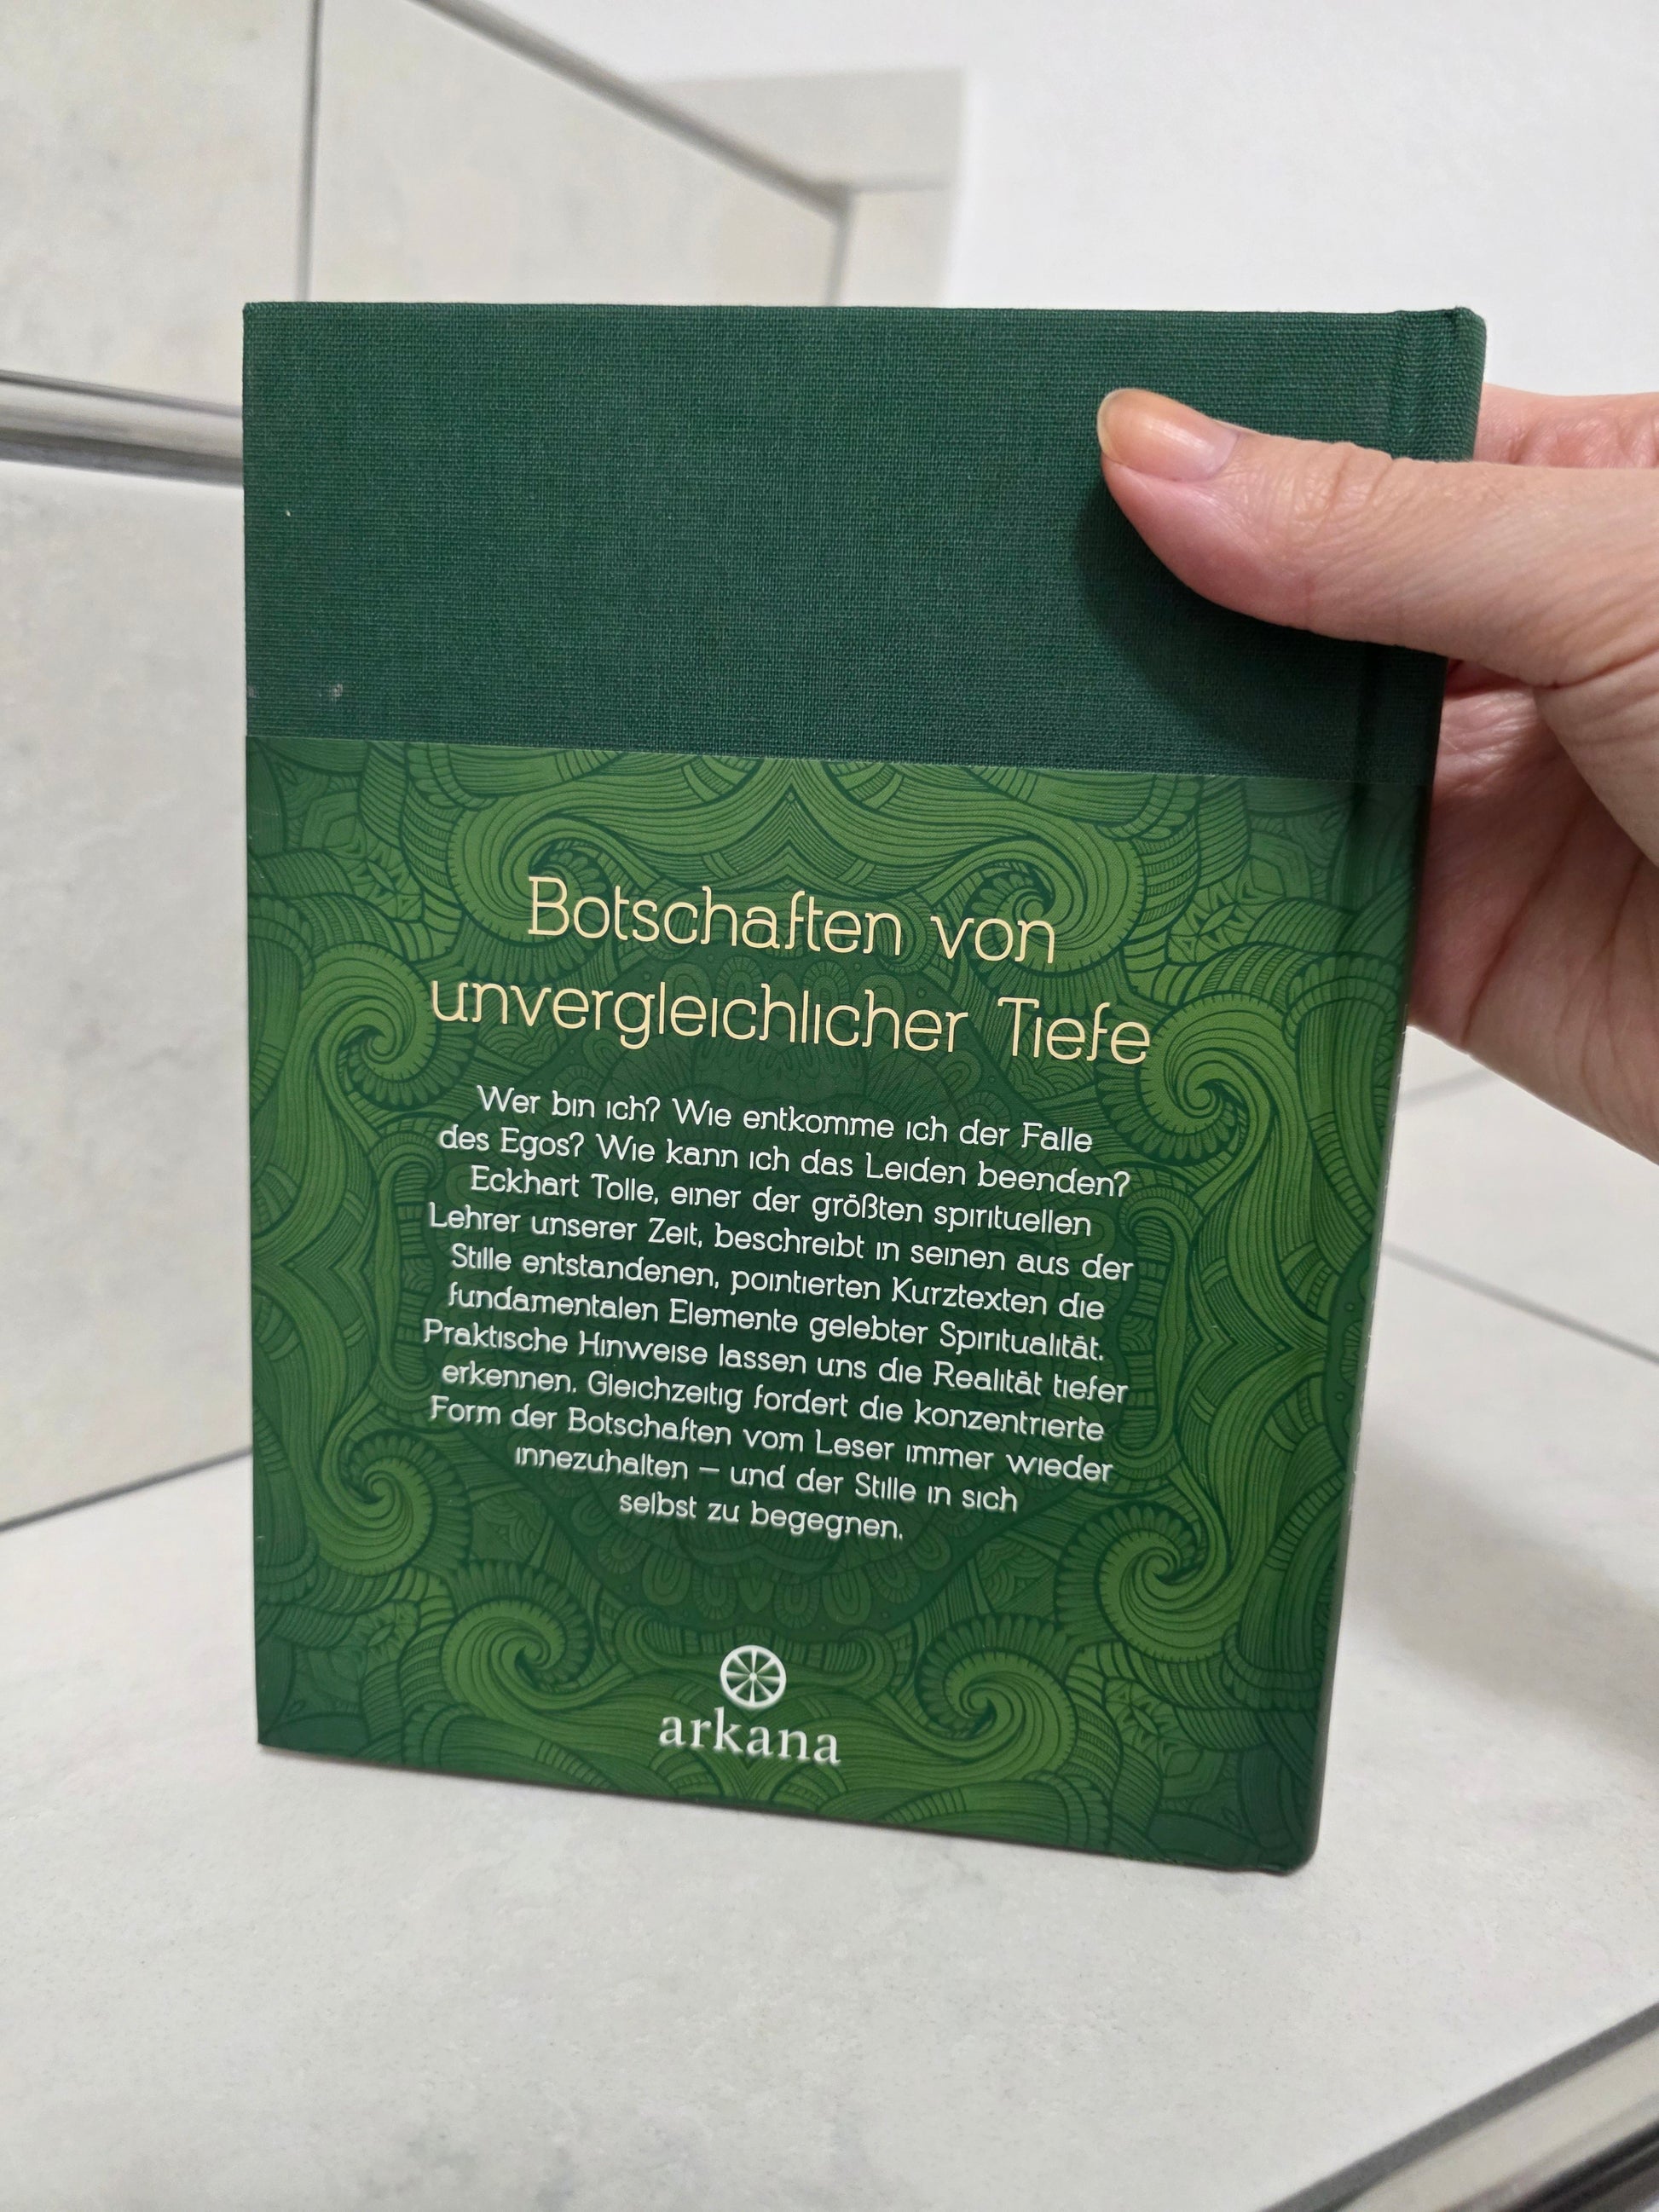 Botschaften von
unvergleichlicher Tiefe
Wer bin ich? Wie entkomme ich der Falle
des Egos? Wie kann ich das Leiden beenden?
Eckhart Tolle, einer der größten spirituellen
Lehrer unserer Zeit, beschreibt in seinen aus der
Stille entstandenen, pointierten Kurztexten die
fundamentalen Elemente gelebter Spiritualität.
Praktische Hinweise lassen uns die Realität tiefer
erkennen. Gleichzeitig fordert die konzentrierte
Form der Botschaften vom Leser immer wieder
innezuhalten – und der Stille in sich
selbst zu begegnen.
arkana